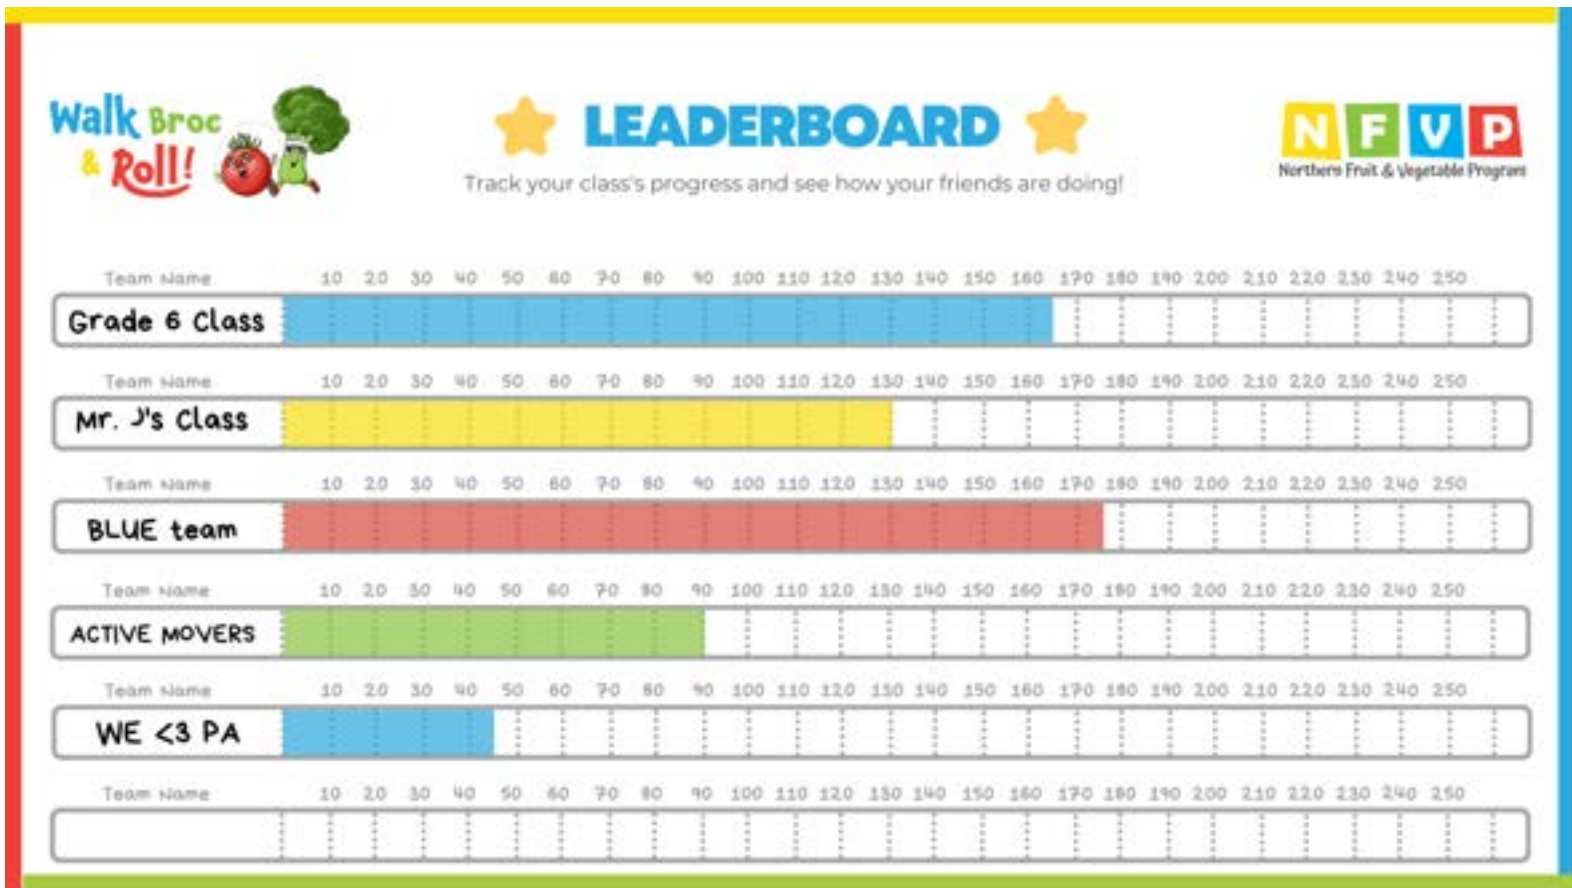 Walk Broc
& Roll!
LEADERBOARD
Track your class's progress and see how your friends are doing!
N F V P
Northern Fruit & Vegetable Program
Team Name 10 20 30 40 50 60 70 80 90 100 110 120 130 140 150 160 170 180 190 200 210 220 230 240 250
Grade 6 Class
Team Name 10 20 30 40 50 60 70 80 90 100 110 120 130 140 150 160 170 180 190 200 210 220 230 240 250
Mr. J's Class
Team Name 10 20 30 40 50 60 70 80 90 100 110 120 130 140 150 160 170 180 190 200 210 220 230 240 250
BLUE team
Team Name 10 20 30 40 50 60 70 80 90 100 110 120 130 140 150 160 170 180 190 200 210 220 230 240 250
ACTIVE MOVERS
Team Name 10 20 30 40 50 60 70 80 90 100 110 120 130 140 150 160 170 180 190 200 210 220 230 240 250
WE <3 PA
Team Name 10 20 30 40 50 60 70 80 90 100 110 120 130 140 150 160 170 180 190 200 210 220 230 240 250